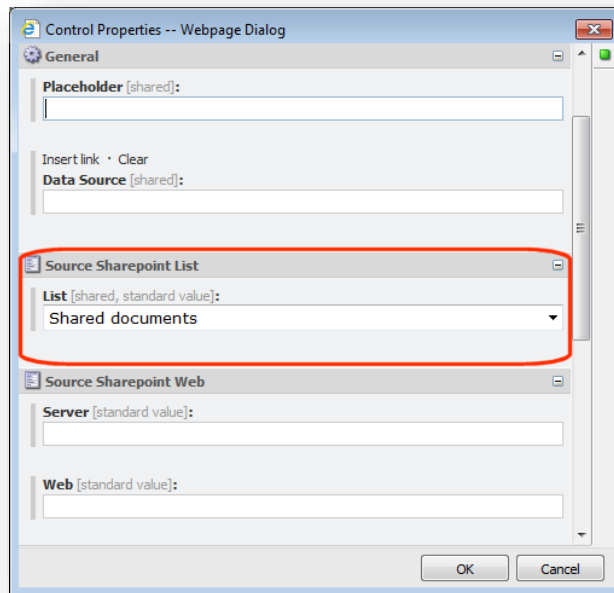 Control Properties -- Webpage Dialog
General
Placeholder [shared]:
Insert link · Clear
Data Source [shared]:
Source Sharepoint List
List [shared, standard value]:
Shared documents
Source Sharepoint Web
Server [standard value]:
Web [standard value]:
OK Cancel